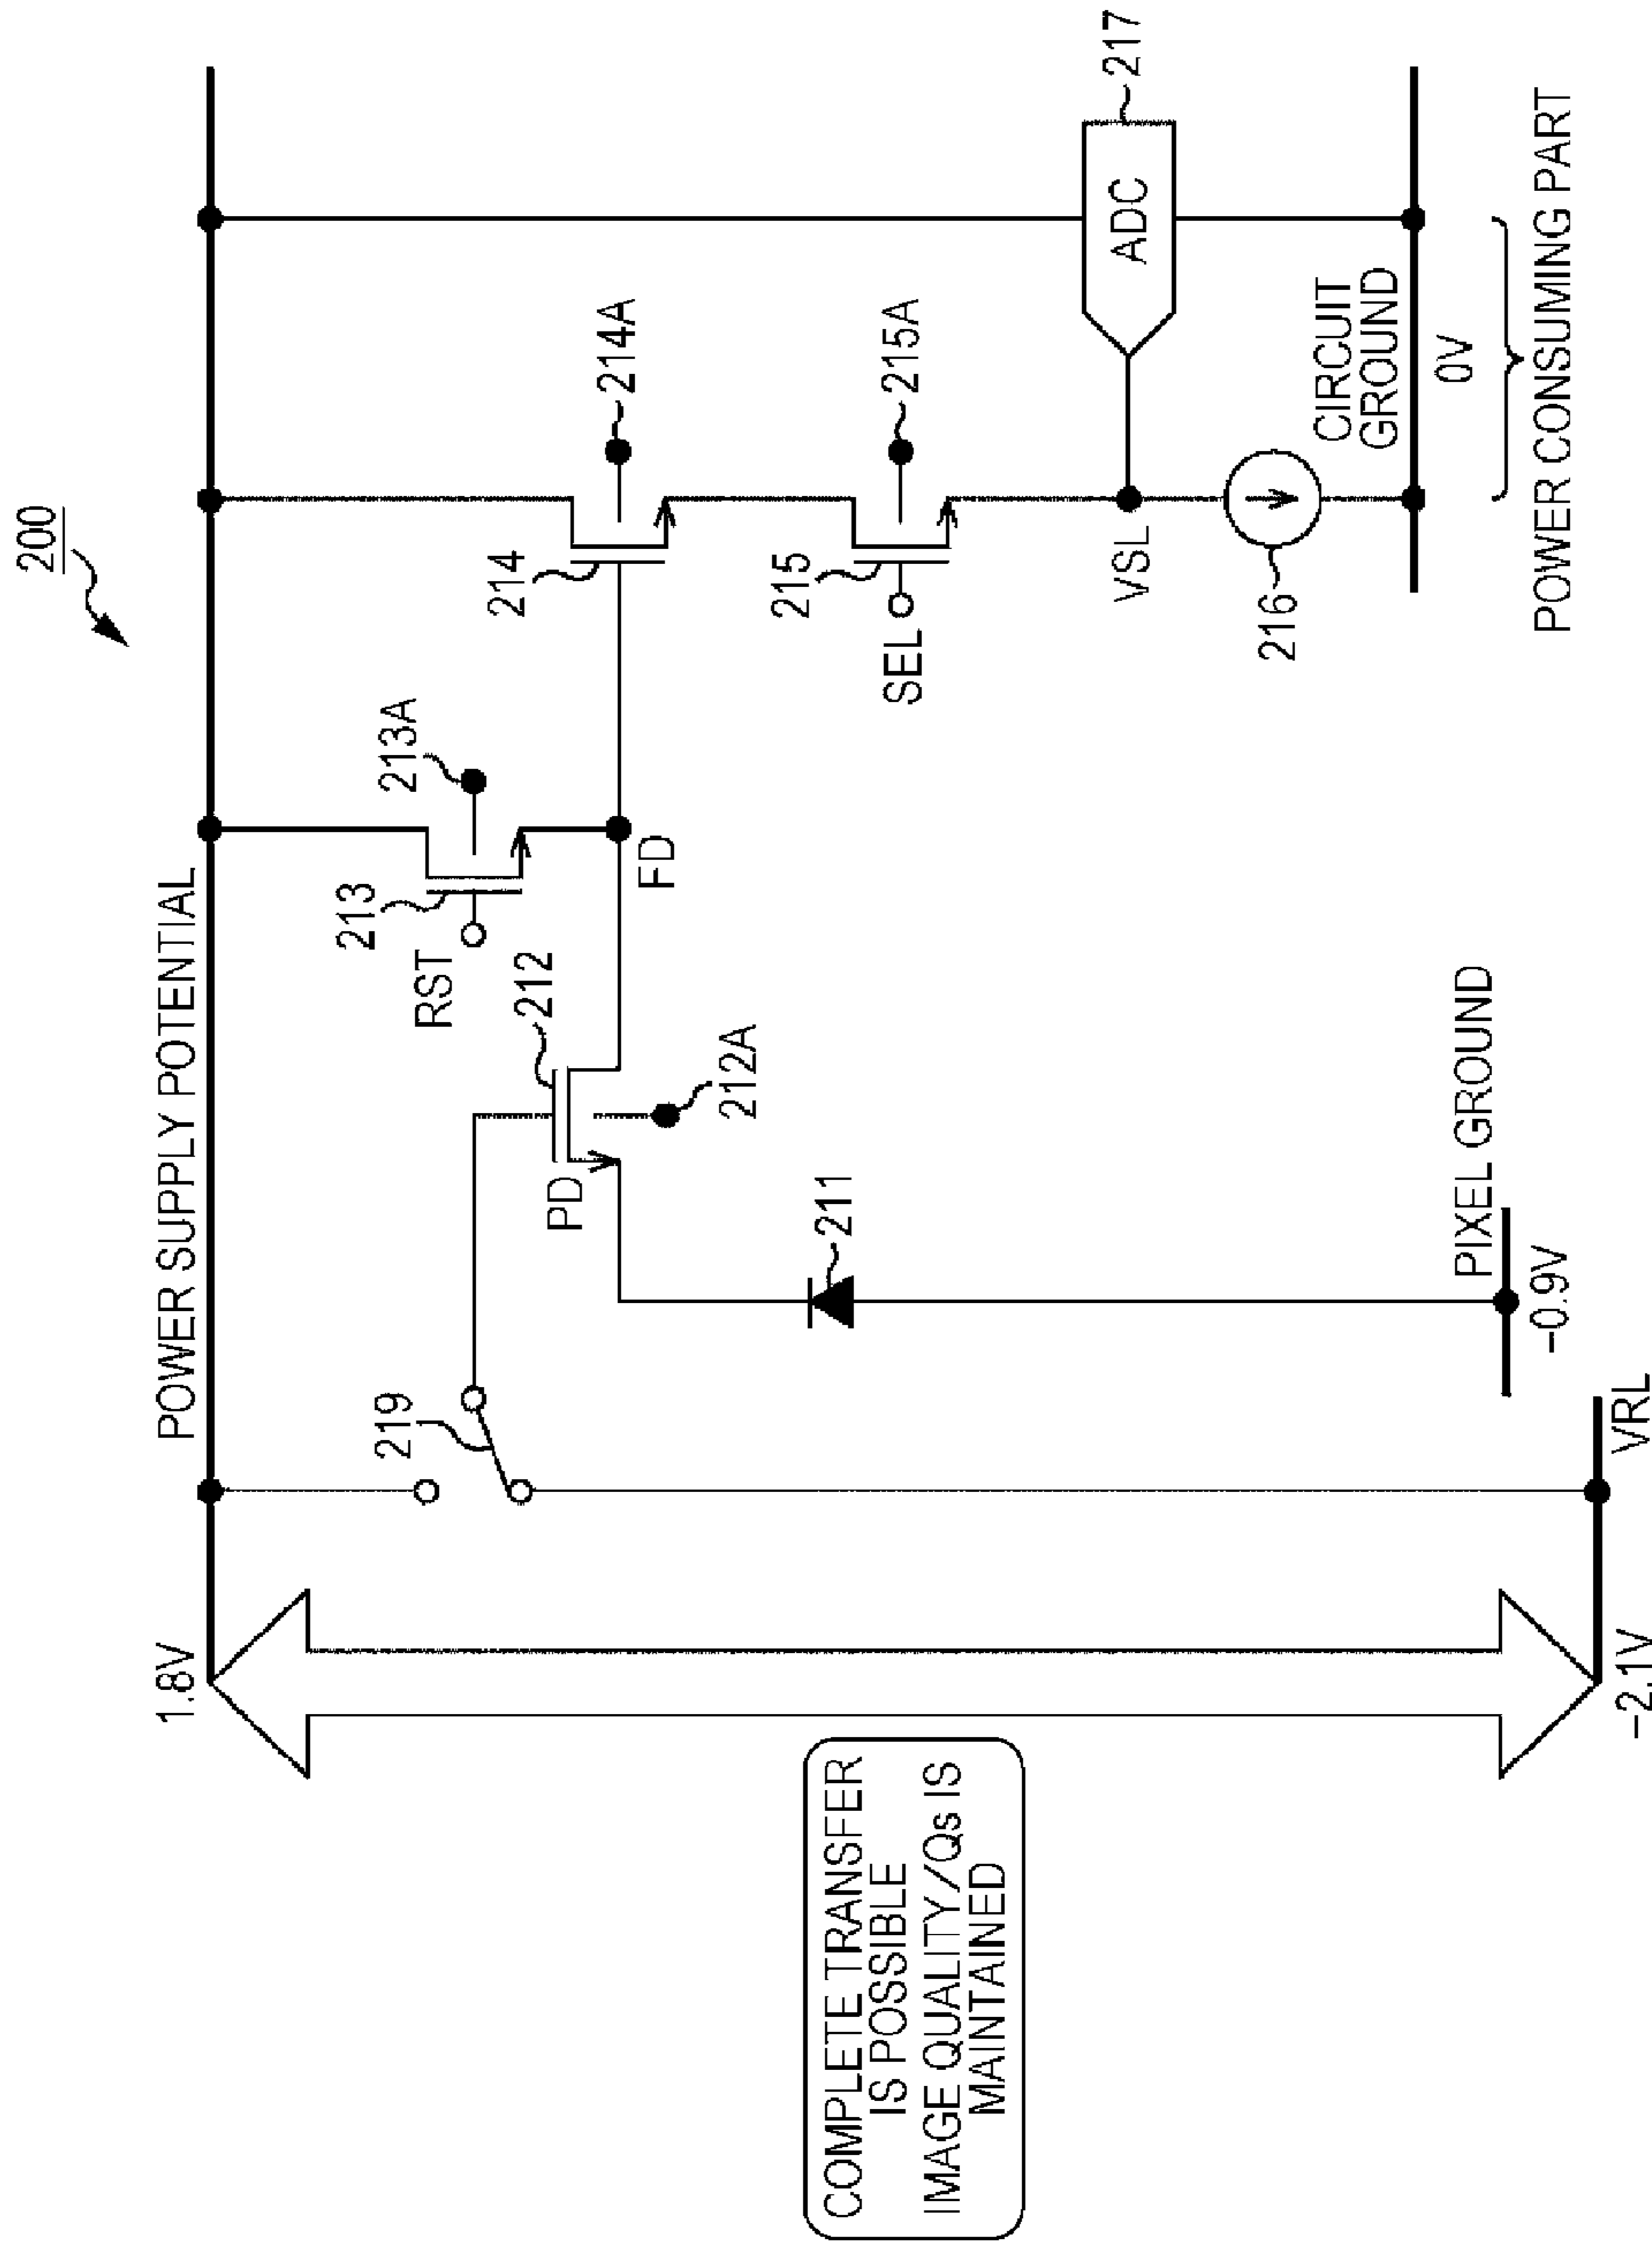 200
POWER SUPPLY POTENTIAL
1.8V
219
RST
213
213A
212
PD
212A
FD
214
214A
SEL
215
215A
211
VSL
216
ADC
217
CIRCUIT
GROUND
0V
POWER CONSUMING PART
PIXEL GROUND
-0.9V
VRL
-2.1V
COMPLETE TRANSFER
IS POSSIBLE
IMAGE QUALITY/Qs IS
MAINTAINED